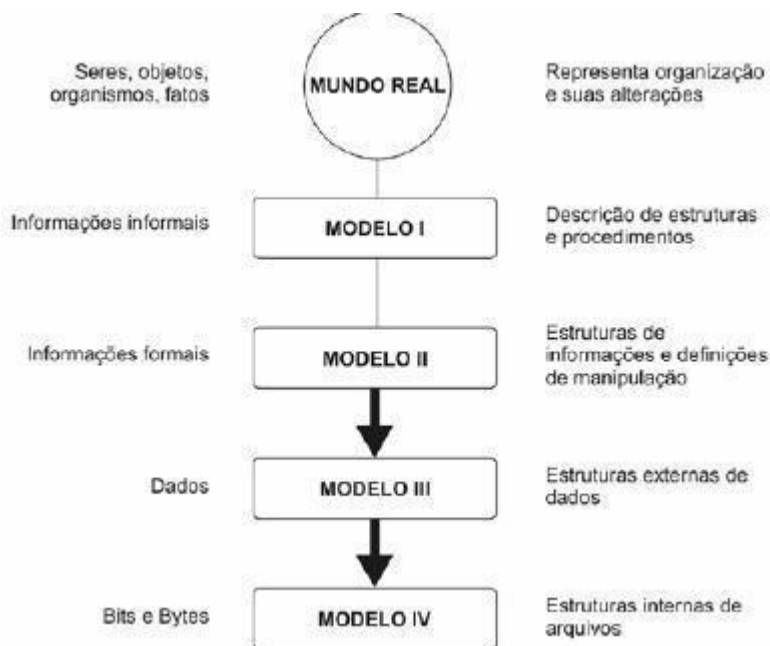 Seres, objetos,
organismos, fatos
MUNDO REAL
Representa organização
e suas alterações
Informações informais
MODELO I
Descrição de estruturas
e procedimentos
Informações formais
MODELO II
Estruturas de
informações e definições
de manipulação
Dados
MODELO III
Estruturas externas de
dados
Bits e Bytes
MODELO IV
Estruturas internas de
arquivos